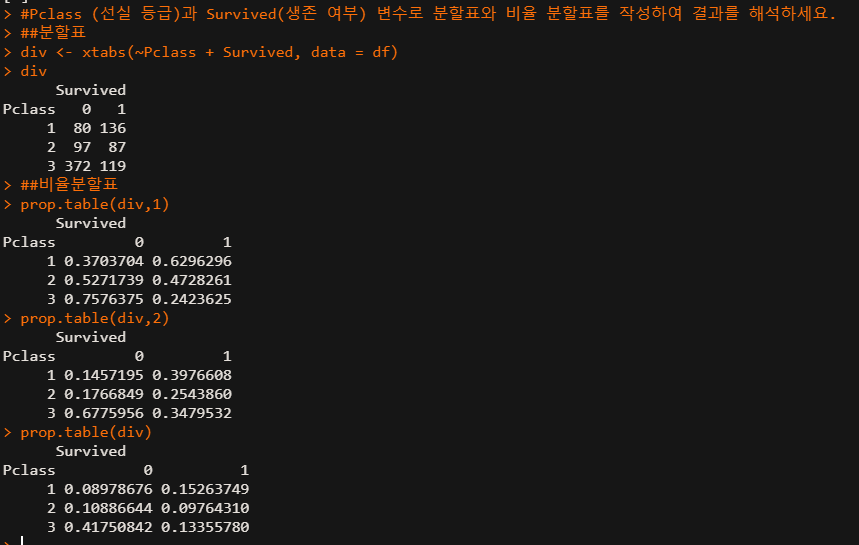 > #Pclass (선실 등급)과 Survived(생존 여부) 변수로 분할표와 비율 분할표를 작성하여 결과를 해석하세요.
> ##분할표
> div <- xtabs(~Pclass + Survived, data = df)
> div
      Survived
Pclass   0   1
     1  80 136
     2  97  87
     3 372 119
> ##비율분할표
> prop.table(div,1)
      Survived
Pclass         0         1
     1 0.3703704 0.6296296
     2 0.5271739 0.4728261
     3 0.7576375 0.2423625
> prop.table(div,2)
      Survived
Pclass         0         1
     1 0.1457195 0.3976608
     2 0.1766849 0.2543860
     3 0.6775956 0.3479532
> prop.table(div)
      Survived
Pclass          0          1
     1 0.08978676 0.15263749
     2 0.10886644 0.09764310
     3 0.41750842 0.13355780
>